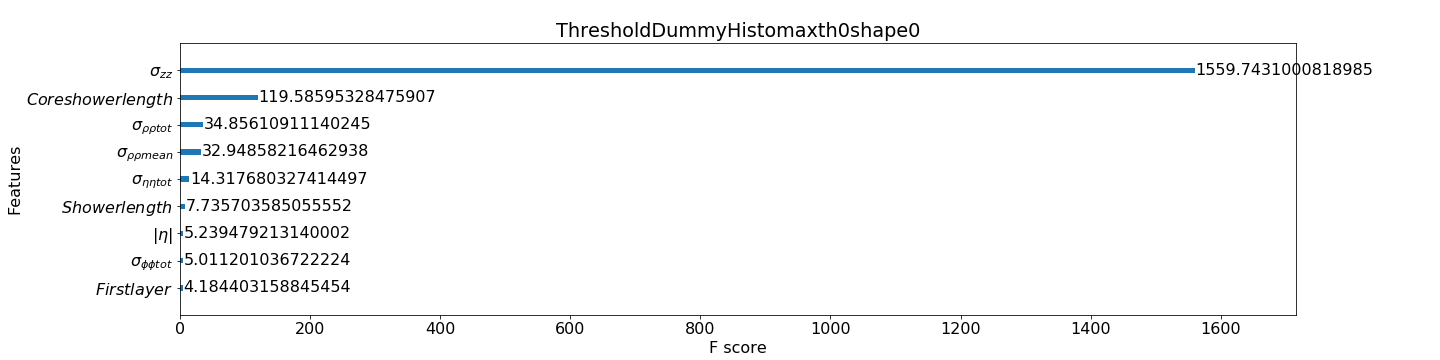 ThresholdDummyHistomaxth0shape0
σzz 1559.7431000818985
Coreshowerlength 119.58595328475907
σρρtot 34.85610911140245
σρρmean 32.94858216462938
σηηtot 14.317680327414497
Showerlength 7.735703585055552
|η| 5.239479213140002
σϕϕtot 5.011201036722224
Firstlayer 4.184403158845454
Features
0 200 400 600 800 1000 1200 1400 1600
F score